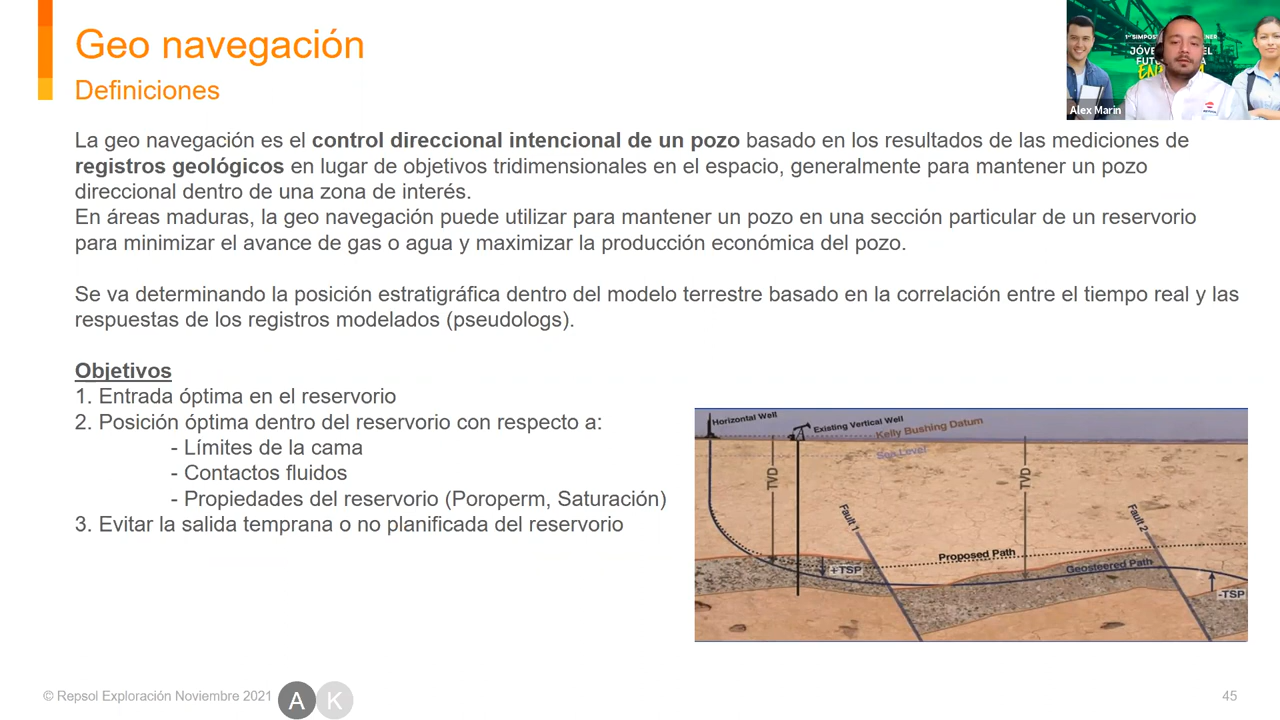 Geo navegación
Definiciones
1er SIMPOS
NER
JÓVE
EL
FUTU
A
EN
Alex Marin
La geo navegación es el control direccional intencional de un pozo basado en los resultados de las mediciones de
registros geológicos en lugar de objetivos tridimensionales en el espacio, generalmente para mantener un pozo
direccional dentro de una zona de interés.
En áreas maduras, la geo navegación puede utilizar para mantener un pozo en una sección particular de un reservorio
para minimizar el avance de gas o agua y maximizar la producción económica del pozo.
Se va determinando la posición estratigráfica dentro del modelo terrestre basado en la correlación entre el tiempo real y las
respuestas de los registros modelados (pseudologs).
Objetivos
1. Entrada óptima en el reservorio
2. Posición óptima dentro del reservorio con respecto a:
- Límites de la cama
- Contactos fluidos
- Propiedades del reservorio (Poroperm, Saturación)
3. Evitar la salida temprana o no planificada del reservorio
Horizontal Well
Existing Vertical Well
Kelly Bushing Datum
Sea Level
TVD
TVD
Fault 1
Fault 2
Proposed Path
+TSP
Geosteered Path
-TSP
© Repsol Exploración Noviembre 2021
A
K
45